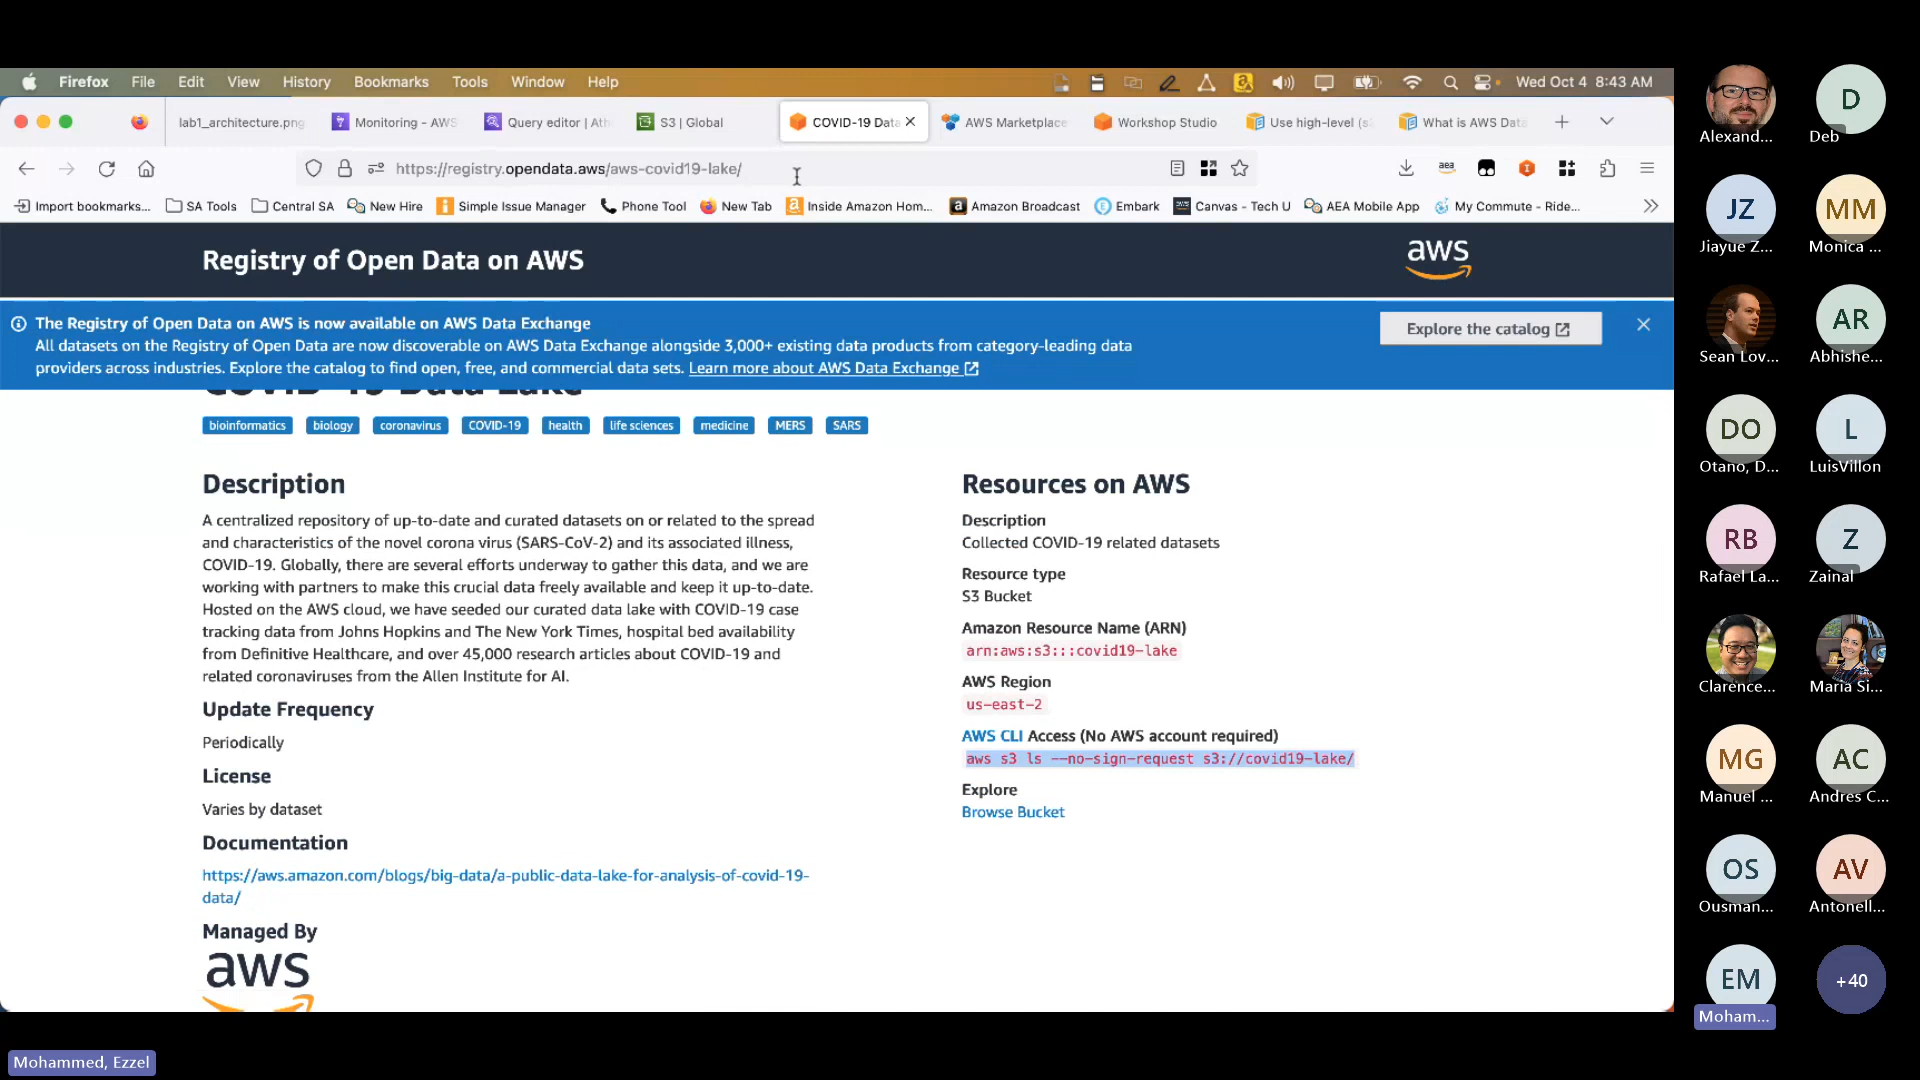 Firefox File Edit View History Bookmarks Tools Window Help
Wed Oct 4 8:43 AM
lab1_architecture.png
Monitoring - AWS
Query editor | Ath
S3 | Global
COVID-19 Data
AWS Marketplace
Workshop Studio
Use high-level (s
What is AWS Data
https://registry.opendata.aws/aws-covid19-lake/
Import bookmarks...
SA Tools
Central SA
New Hire
Simple Issue Manager
Phone Tool
New Tab
Inside Amazon Hom...
Amazon Broadcast
Embark
Canvas - Tech U
AEA Mobile App
My Commute - Ride...
Registry of Open Data on AWS
aws
The Registry of Open Data on AWS is now available on AWS Data Exchange
All datasets on the Registry of Open Data are now discoverable on AWS Data Exchange alongside 3,000+ existing data products from category-leading data
providers across industries. Explore the catalog to find open, free, and commercial data sets. Learn more about AWS Data Exchange
Explore the catalog
COVID-19 Data Lake
bioinformatics biology coronavirus COVID-19 health life sciences medicine MERS SARS
Description
A centralized repository of up-to-date and curated datasets on or related to the spread
and characteristics of the novel corona virus (SARS-CoV-2) and its associated illness,
COVID-19. Globally, there are several efforts underway to gather this data, and we are
working with partners to make this crucial data freely available and keep it up-to-date.
Hosted on the AWS cloud, we have seeded our curated data lake with COVID-19 case
tracking data from Johns Hopkins and The New York Times, hospital bed availability
from Definitive Healthcare, and over 45,000 research articles about COVID-19 and
related coronaviruses from the Allen Institute for AI.
Update Frequency
Periodically
License
Varies by dataset
Documentation
https://aws.amazon.com/blogs/big-data/a-public-data-lake-for-analysis-of-covid-19-
data/
Managed By
aws
Resources on AWS
Description
Collected COVID-19 related datasets
Resource type
S3 Bucket
Amazon Resource Name (ARN)
arn:aws:s3:::covid19-lake
AWS Region
us-east-2
AWS CLI Access (No AWS account required)
aws s3 ls --no-sign-request s3://covid19-lake/
Explore
Browse Bucket
Alexand...
D
Deb
JZ
Jiayue Z...
MM
Monica ...
Sean Lov...
AR
Abhishe...
DO
Otano, D...
L
LuisVillon
RB
Rafael La...
Z
Zainal
Clarence...
Maria Si...
MG
Manuel ...
AC
Andres C...
OS
Ousman...
AV
Antonell...
EM
Moham...
+40
Mohammed, Ezzel